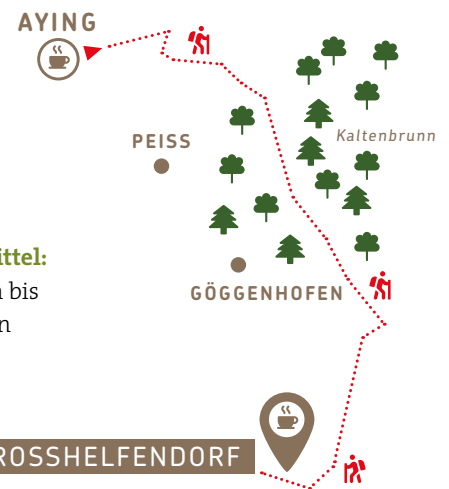 AYING
Kaltenbrunn
PEISS
ittel:
bis
GÖGGENHOFEN
n
ROSSHELFENDORF